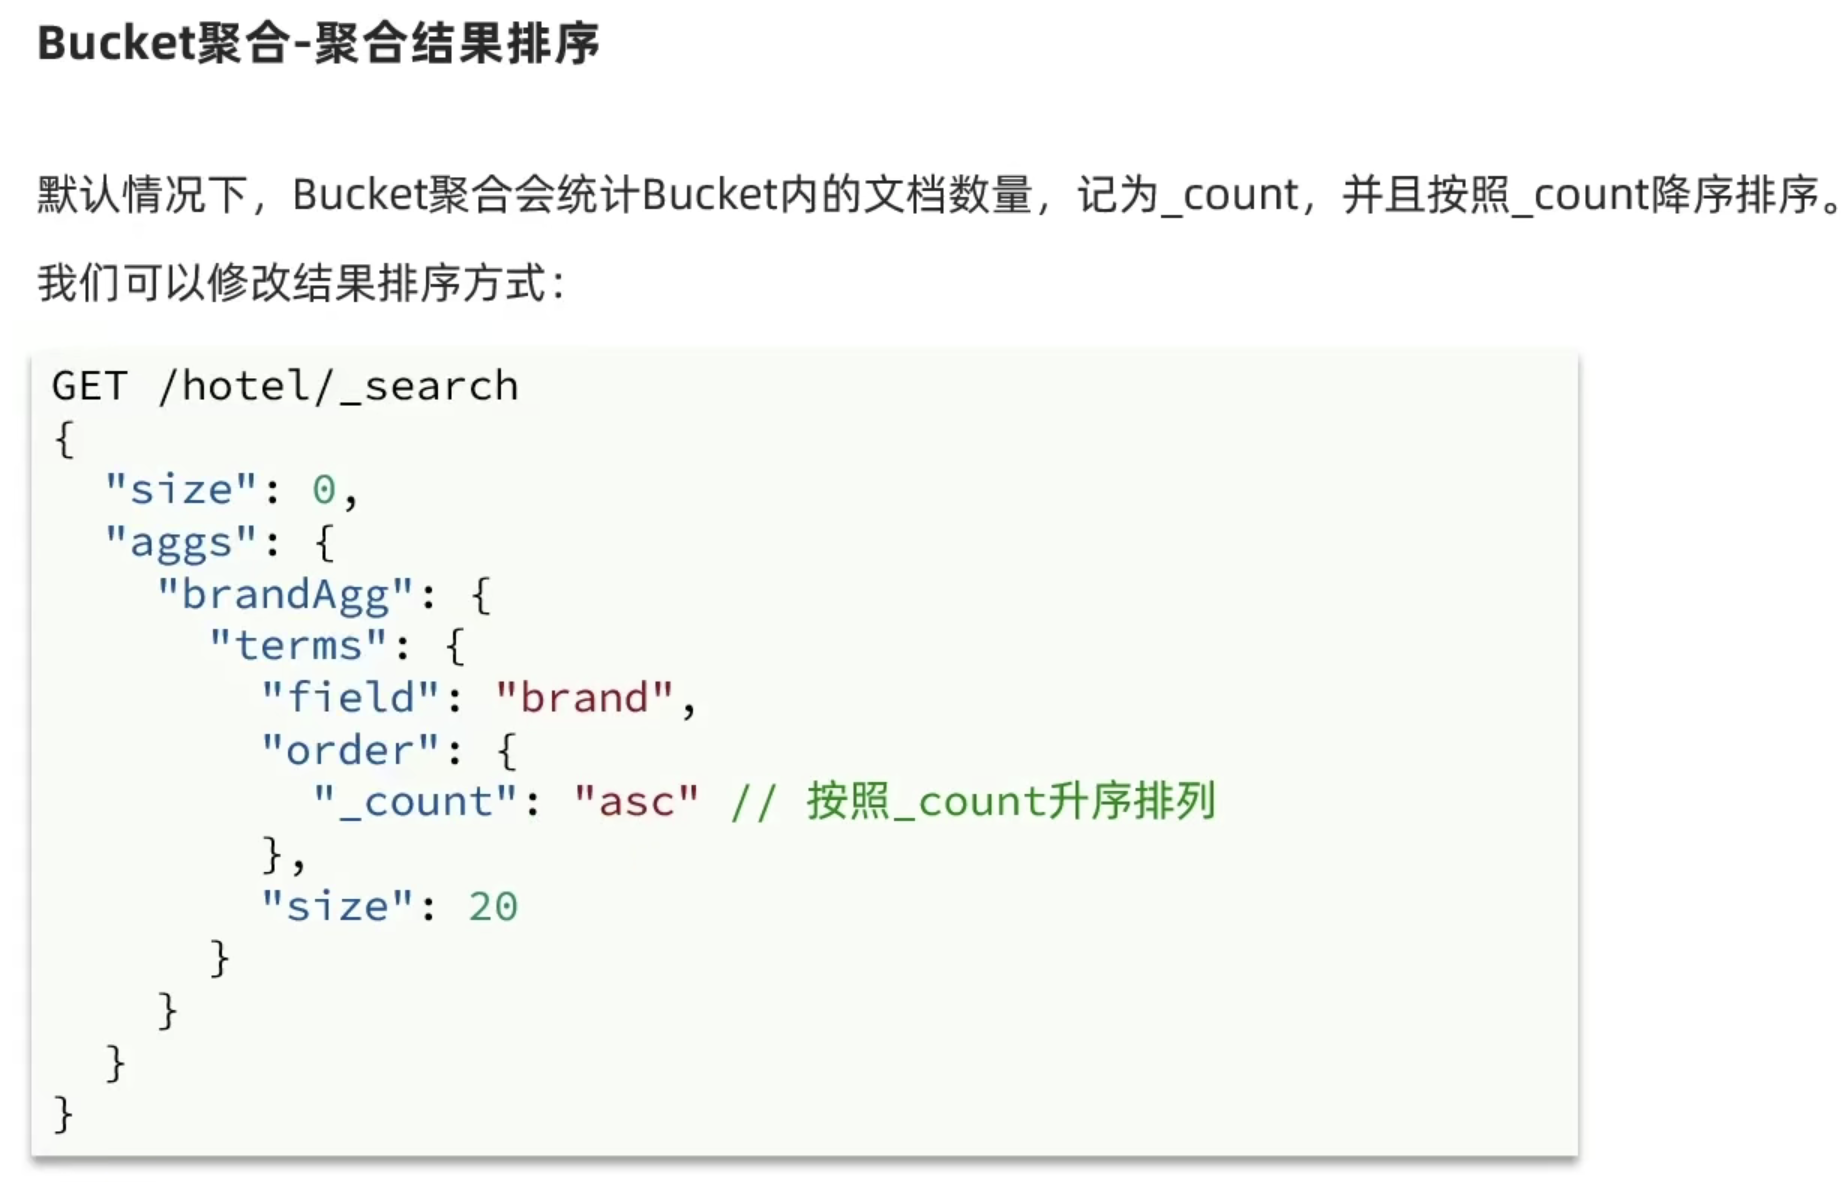 Bucket聚合-聚合结果排序
默认情况下，Bucket聚合会统计Bucket内的文档数量，记为_count，并且按照_count降序排序。
我们可以修改结果排序方式：
GET /hotel/_search
{
  "size": 0,
  "aggs": {
    "brandAgg": {
      "terms": {
        "field": "brand",
        "order": {
          "_count": "asc" // 按照_count升序排列
        },
        "size": 20
      }
    }
  }
}